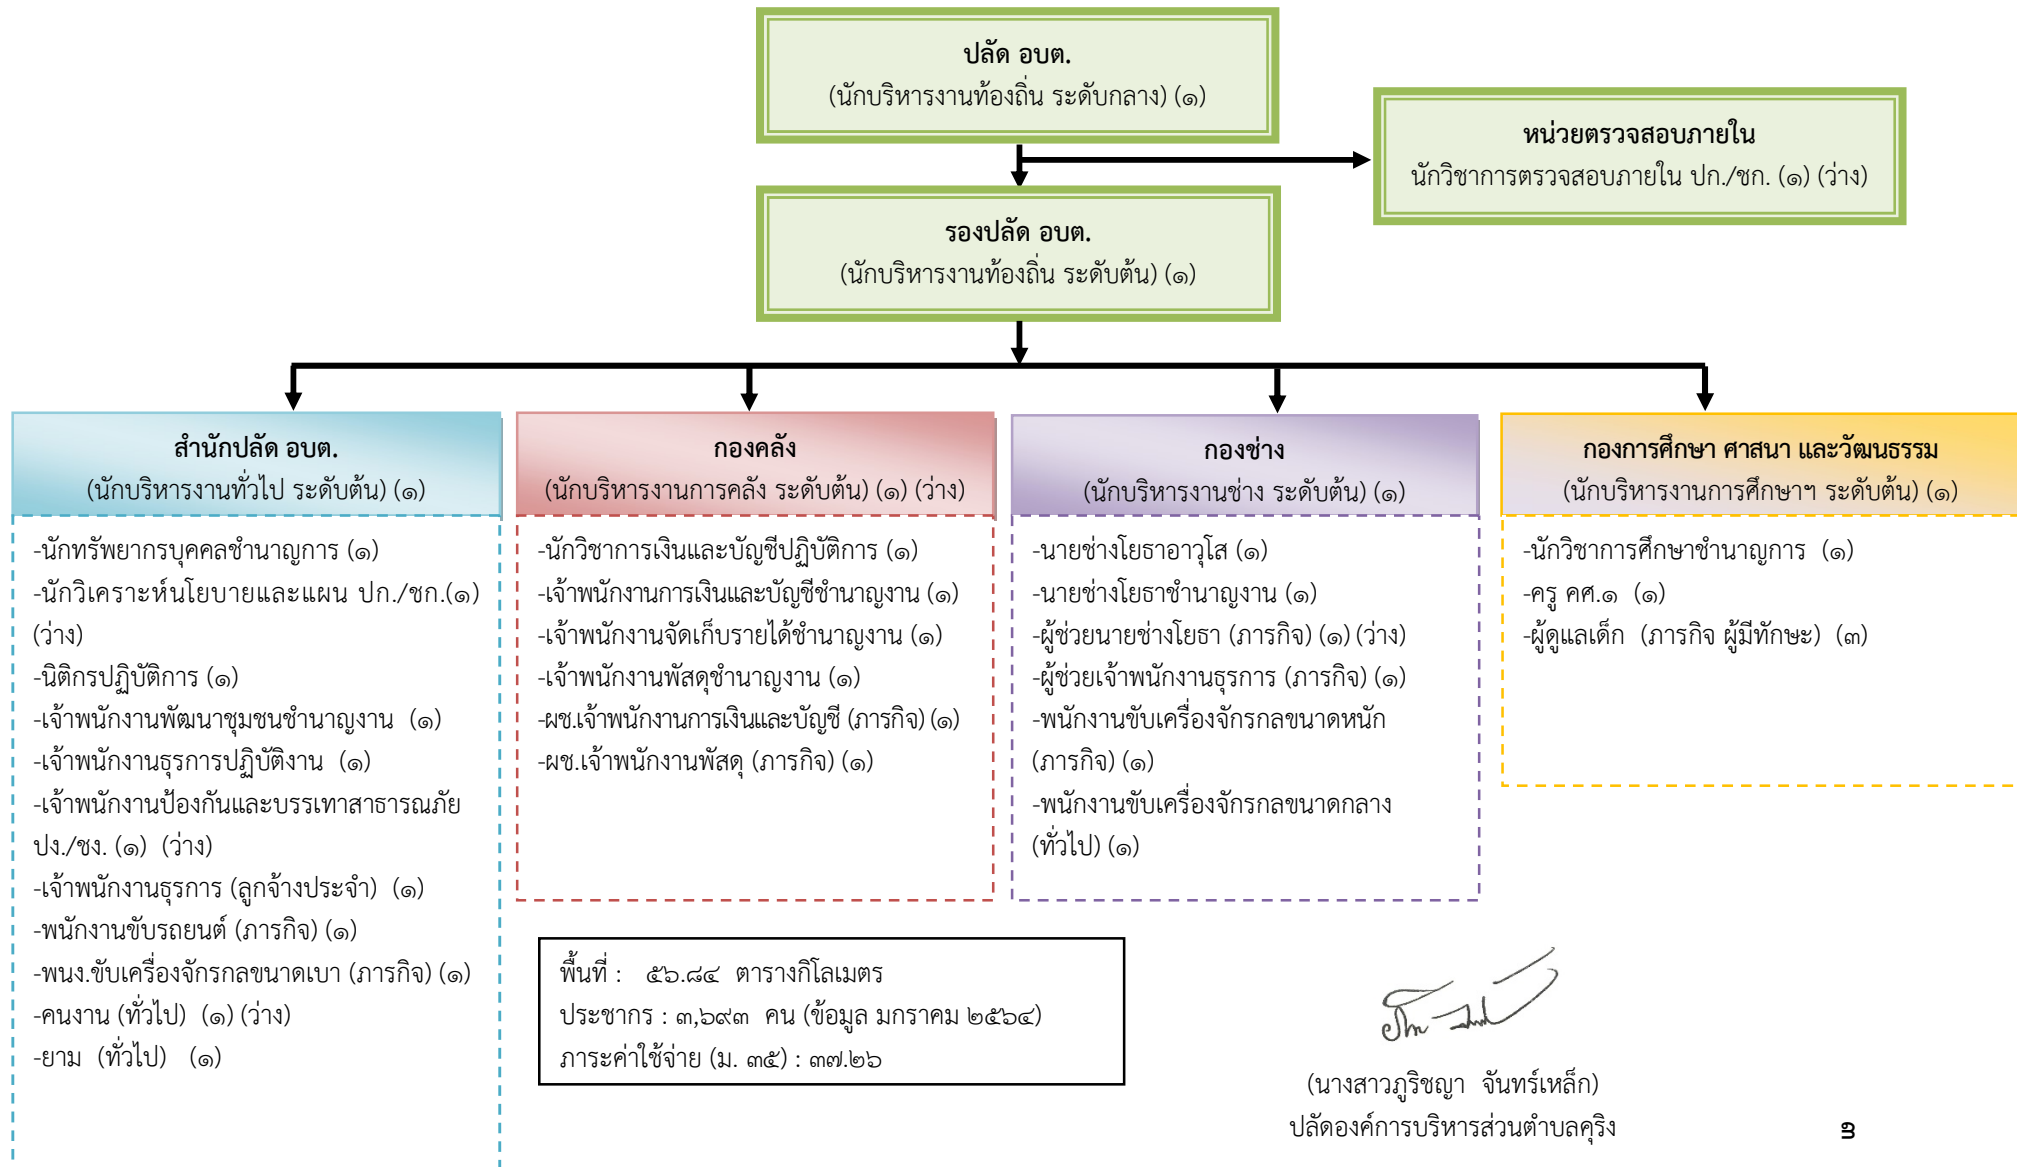 ปลัด อบต.
(นักบริหารงานท้องถิ่น ระดับกลาง) (๑)
หน่วยตรวจสอบภายใน
นักวิชาการตรวจสอบภายใน ปก./ชก. (๑) (ว่าง)
รองปลัด อบต.
(นักบริหารงานท้องถิ่น ระดับต้น) (๑)
สำนักปลัด อบต.
(นักบริหารงานทั่วไป ระดับต้น) (๑)
-นักทรัพยากรบุคคลชำนาญการ (๑)
-นักวิเคราะห์นโยบายและแผน ปก./ชก.(๑)
(ว่าง)
-นิติกรปฏิบัติการ (๑)
-เจ้าพนักงานพัฒนาชุมชนชำนาญงาน (๑)
-เจ้าพนักงานธุรการปฏิบัติงาน (๑)
-เจ้าพนักงานป้องกันและบรรเทาสาธารณภัย
ปง./ชง. (๑) (ว่าง)
-เจ้าพนักงานธุรการ (ลูกจ้างประจำ) (๑)
-พนักงานขับรถยนต์ (ภารกิจ) (๑)
-พนง.ขับเครื่องจักรกลขนาดเบา (ภารกิจ) (๑)
-คนงาน (ทั่วไป) (๑) (ว่าง)
-ยาม (ทั่วไป) (๑)
กองคลัง
(นักบริหารงานการคลัง ระดับต้น) (๑) (ว่าง)
-นักวิชาการเงินและบัญชีปฏิบัติการ (๑)
-เจ้าพนักงานการเงินและบัญชีชำนาญงาน (๑)
-เจ้าพนักงานจัดเก็บรายได้ชำนาญงาน (๑)
-เจ้าพนักงานพัสดุชำนาญงาน (๑)
-ผช.เจ้าพนักงานการเงินและบัญชี (ภารกิจ) (๑)
-ผช.เจ้าพนักงานพัสดุ (ภารกิจ) (๑)
กองช่าง
(นักบริหารงานช่าง ระดับต้น) (๑)
-นายช่างโยธาอาวุโส (๑)
-นายช่างโยธาชำนาญงาน (๑)
-ผู้ช่วยนายช่างโยธา (ภารกิจ) (๑) (ว่าง)
-ผู้ช่วยเจ้าพนักงานธุรการ (ภารกิจ) (๑)
-พนักงานขับเครื่องจักรกลขนาดหนัก
(ภารกิจ) (๑)
-พนักงานขับเครื่องจักรกลขนาดกลาง
(ทั่วไป) (๑)
กองการศึกษา ศาสนา และวัฒนธรรม
(นักบริหารงานการศึกษาฯ ระดับต้น) (๑)
-นักวิชาการศึกษาชำนาญการ (๑)
-ครู คศ.๑ (๑)
-ผู้ดูแลเด็ก (ภารกิจ ผู้มีทักษะ) (๓)
พื้นที่ : ๕๖.๘๔ ตารางกิโลเมตร
ประชากร : ๓,๖๙๓ คน (ข้อมูล มกราคม ๒๕๖๔)
ภาระค่าใช้จ่าย (ม. ๓๕) : ๓๗.๒๖
(นางสาวภูริชญา จันทร์เหล็ก)
ปลัดองค์การบริหารส่วนตำบลคุริง
๓